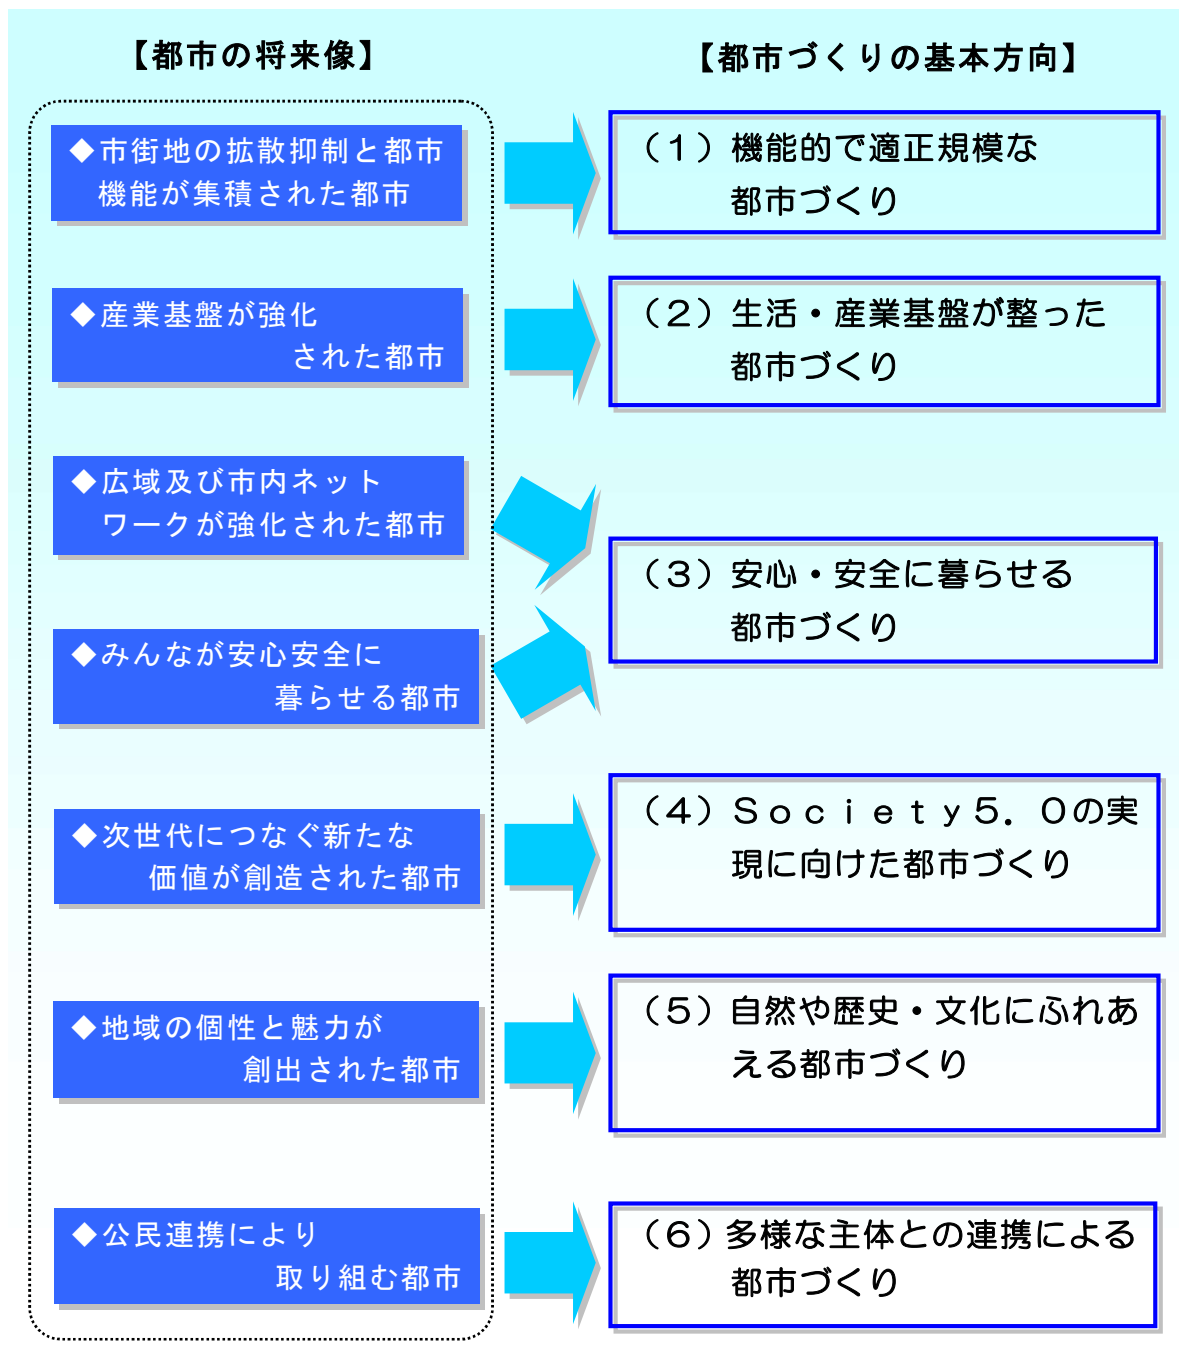 【都市の将来像】
◆市街地の拡散抑制と都市
機能が集積された都市
◆産業基盤が強化
された都市
◆広域及び市内ネット
ワークが強化された都市
◆みんなが安心安全に
暮らせる都市
◆次世代につなぐ新たな
価値が創造された都市
◆地域の個性と魅力が
創出された都市
◆公民連携により
取り組む都市
【都市づくりの基本方向】
（１）機能的で適正規模な
都市づくり
（２）生活・産業基盤が整った
都市づくり
（３）安心・安全に暮らせる
都市づくり
（４）Ｓｏｃｉｅｔｙ５．０の実
現に向けた都市づくり
（５）自然や歴史・文化にふれあ
える都市づくり
（６）多様な主体との連携による
都市づくり